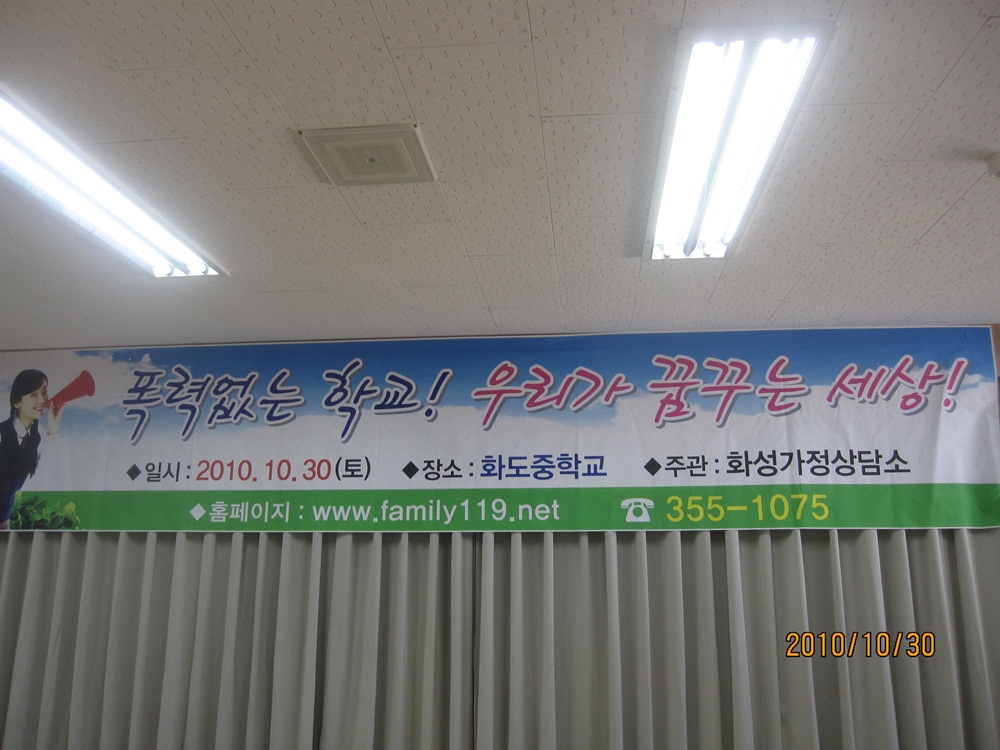 폭력없는 학교! 우리가 꿈꾸는 세상!
◆일시 : 2010. 10. 30 (토) ◆장소 : 화도중학교 ◆주관 : 화성가정상담소
◆홈페이지 : www.family119.net ☎ 355-1075
2010/10/30